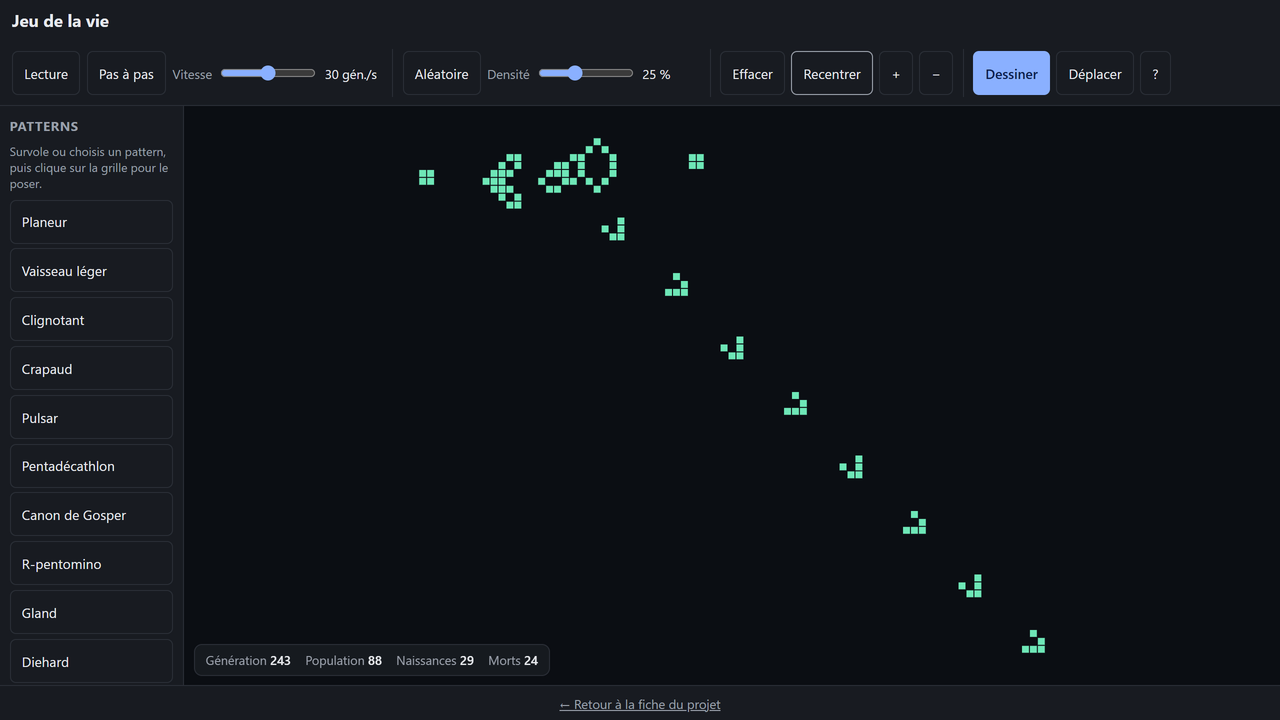 Jeu de la vie
Lecture Pas à pas Vitesse 30 gén./s Aléatoire Densité 25 % Effacer Recentrer + − Dessiner Déplacer ?
PATTERNS
Survole ou choisis un pattern,
puis clique sur la grille pour le
poser.
Planeur
Vaisseau léger
Clignotant
Crapaud
Pulsar
Pentadécathlon
Canon de Gosper
R-pentomino
Gland
Diehard
Génération 243 Population 88 Naissances 29 Morts 24
← Retour à la fiche du projet